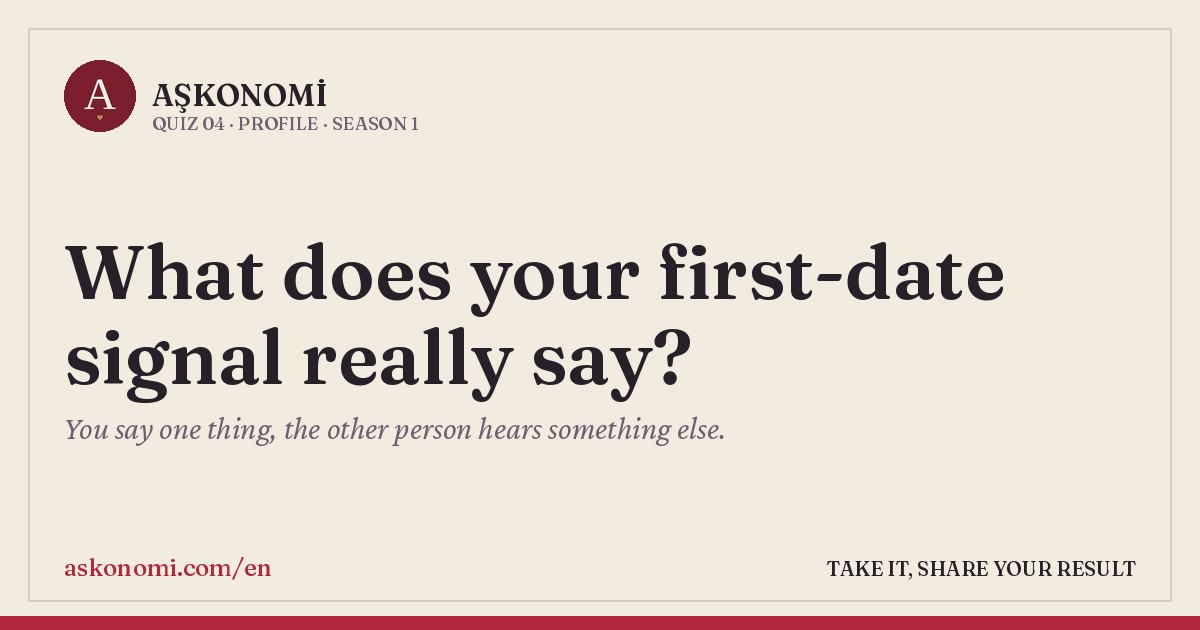 A
AŞKONOMİ
QUIZ 04 · PROFILE · SEASON 1
What does your first-date
signal really say?
You say one thing, the other person hears something else.
askonomi.com/en
TAKE IT, SHARE YOUR RESULT